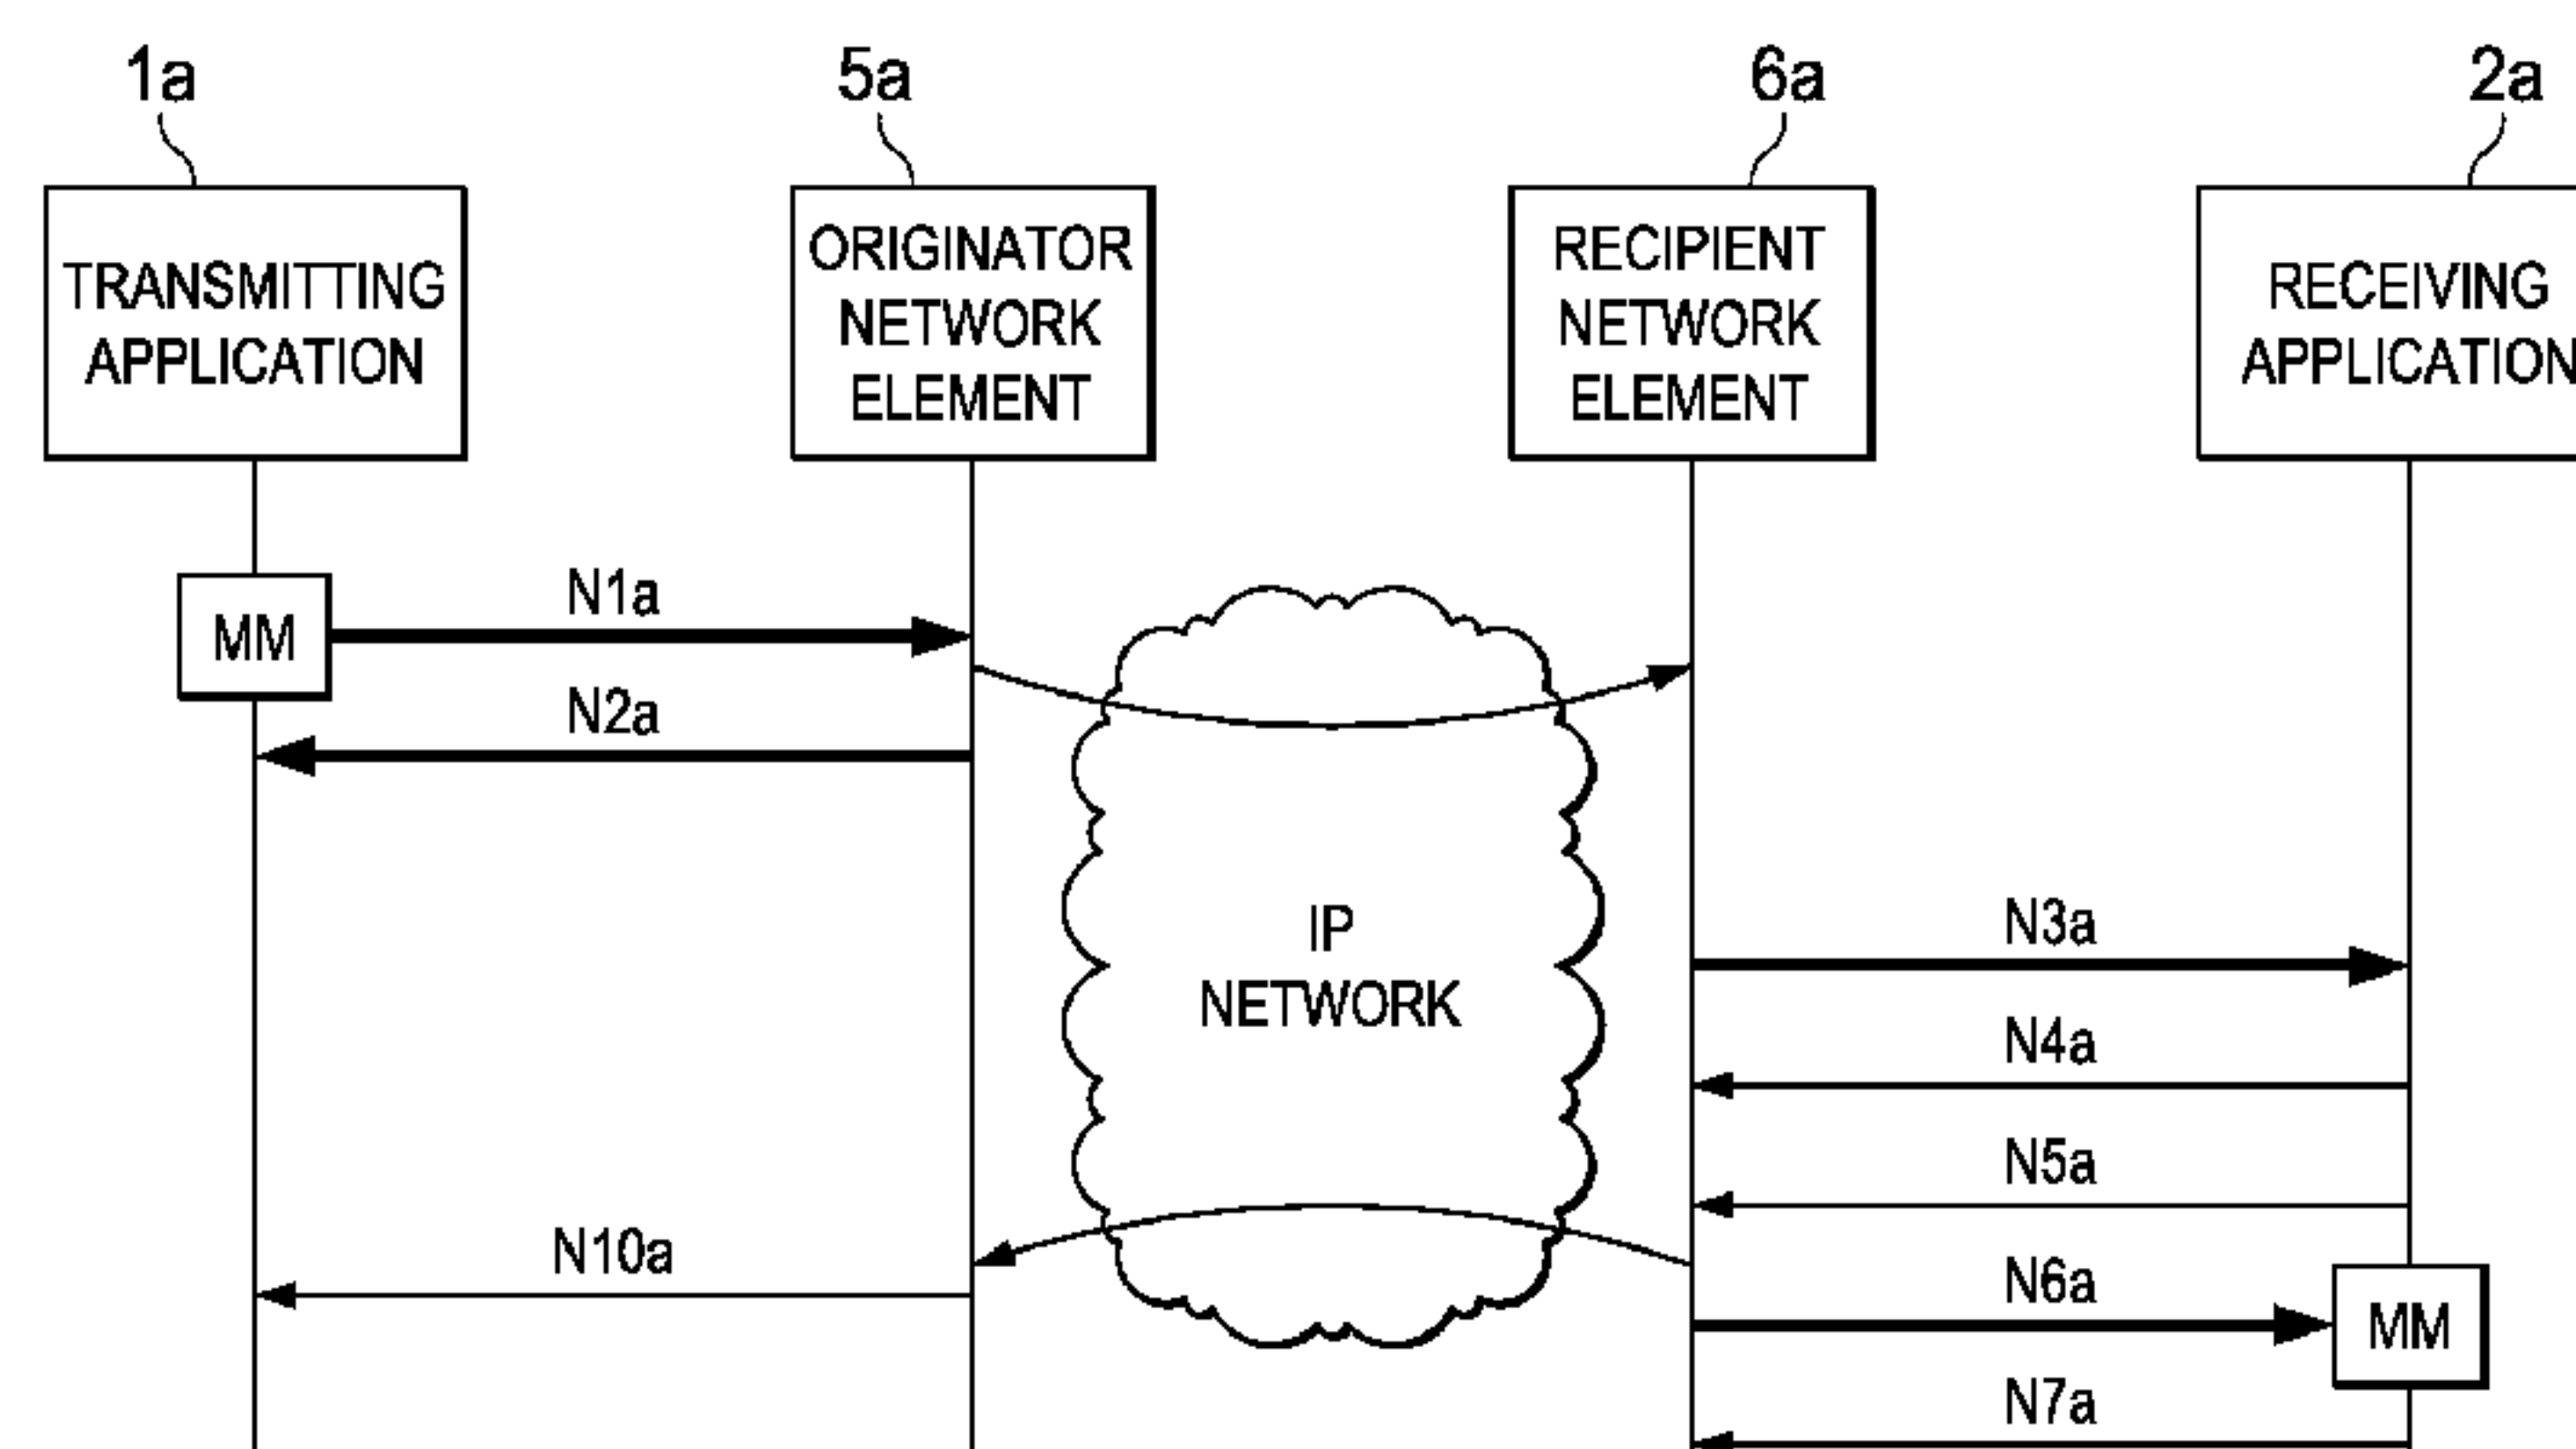 1a
5a
6a
2a
TRANSMITTING
APPLICATION
ORIGINATOR
NETWORK
ELEMENT
RECIPIENT
NETWORK
ELEMENT
RECEIVING
APPLICATION
MM
N1a
N2a
IP
NETWORK
N3a
N4a
N5a
N10a
N6a
MM
N7a